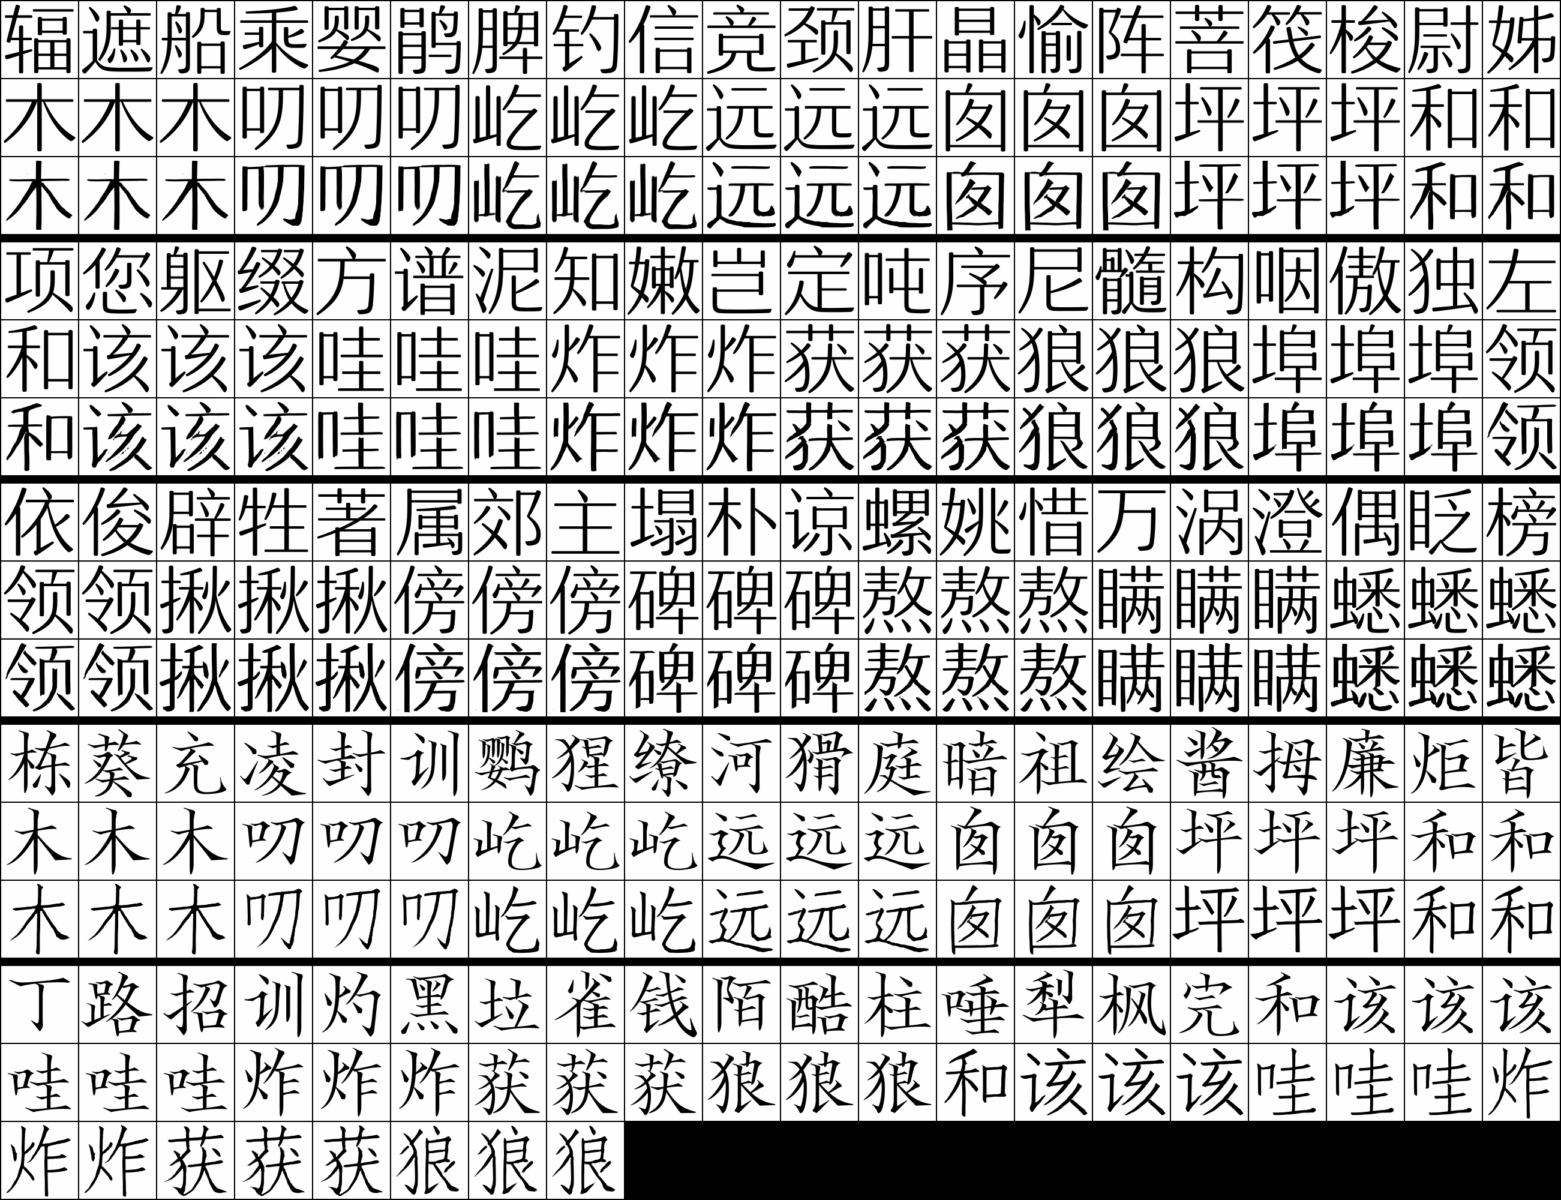 辐遮船乘婴鹃脾钓信竞颈肝晶愉阵菩筏梭尉姊
木木木叨叨叨屹屹屹远远远囱囱囱坪坪坪和和
木木木叨叨叨屹屹屹远远远囱囱囱坪坪坪和和
项您躯缀方谱泥知嫩岂定吨序尼髓构咽傲独左
和该该该哇哇哇炸炸炸获获获狼狼狼埠埠埠领
和该该该哇哇哇炸炸炸获获获狼狼狼埠埠埠领
依俊辟牲著属郊主塌朴谅螺姚惜万涡澄偶眨榜
领领揪揪揪傍傍傍碑碑碑熬熬熬瞒瞒瞒蟋蟋蟋
领领揪揪揪傍傍傍碑碑碑熬熬熬瞒瞒瞒蟋蟋蟋
栋葵充凌封训鹦猩缭河猾庭暗祖绘酱拇廉炬皆
木木木叨叨叨屹屹屹远远远囱囱囱坪坪坪和和
木木木叨叨叨屹屹屹远远远囱囱囱坪坪坪和和
丁路招训灼黑垃雀钱陌酷柱唾犁枫完和该该该
哇哇哇炸炸炸获获获狼狼狼和该该该哇哇哇炸
炸炸获获获狼狼狼